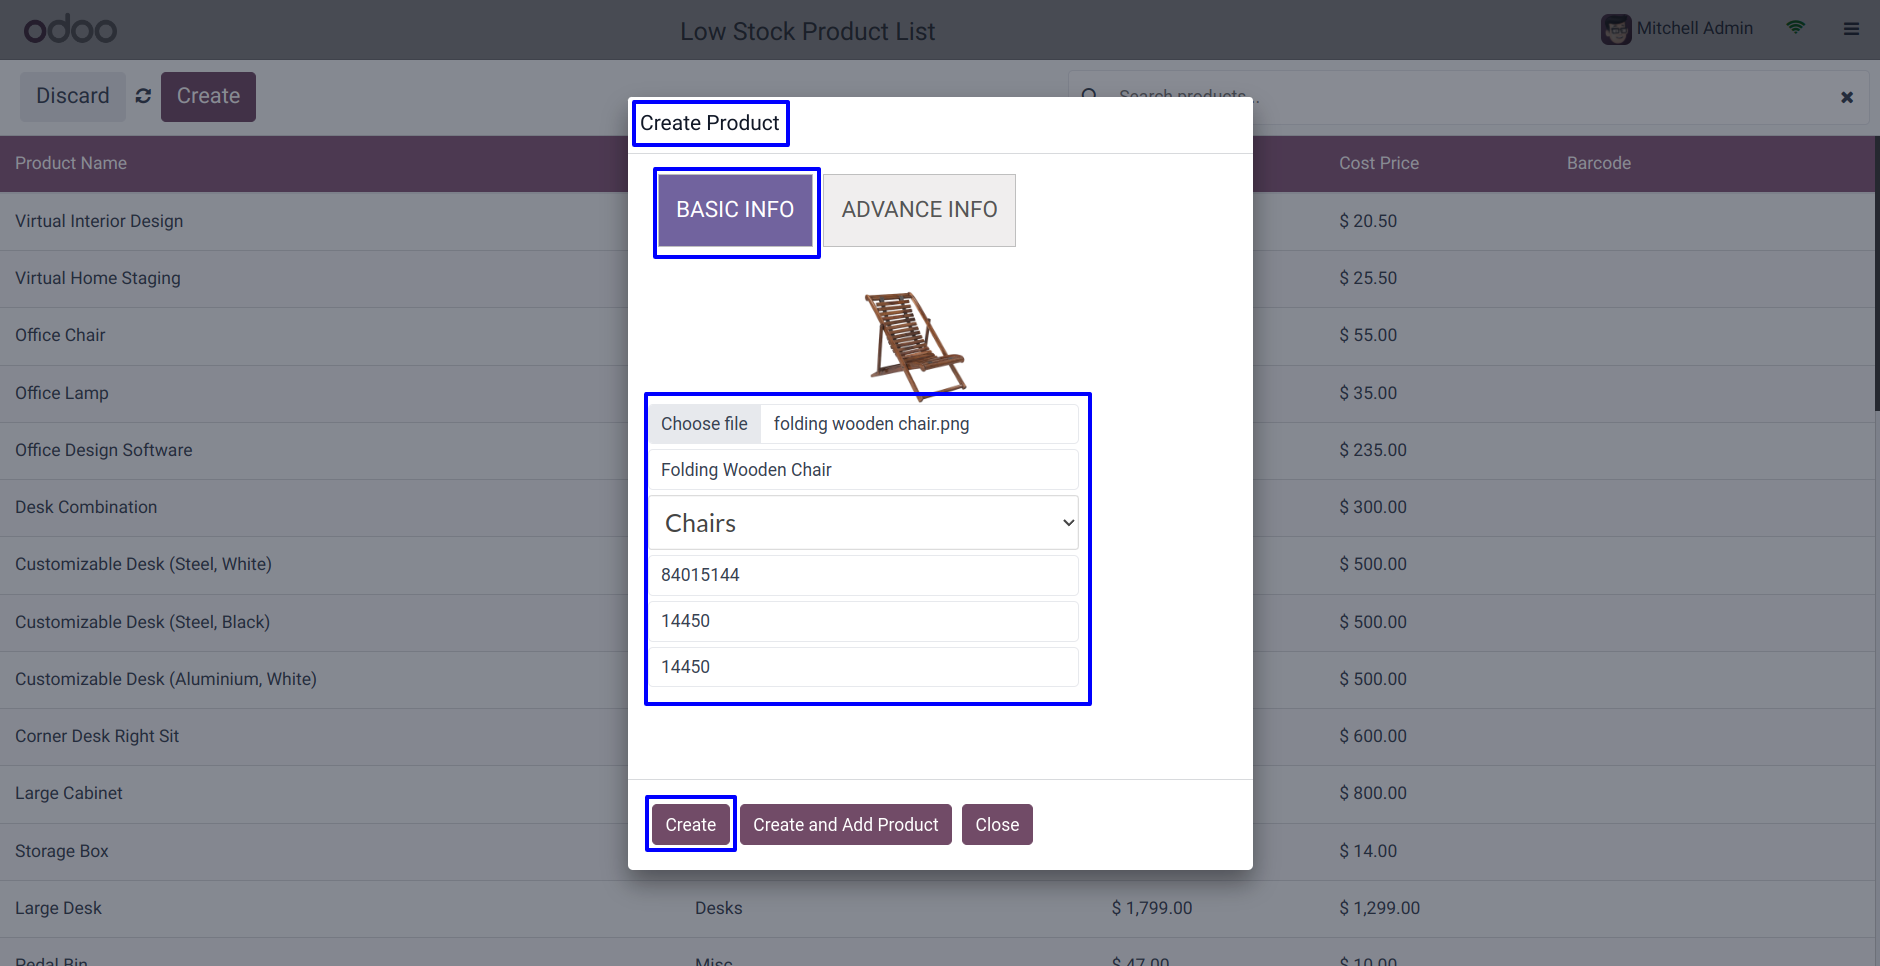 odoo
Low Stock Product List
Mitchell Admin
Discard
Create
Search products...
Create Product
Product Name
Cost Price
Barcode
BASIC INFO
ADVANCE INFO
Virtual Interior Design
$ 20.50
Virtual Home Staging
$ 25.50
Office Chair
$ 55.00
Office Lamp
$ 35.00
Choose file folding wooden chair.png
Office Design Software
$ 235.00
Folding Wooden Chair
Desk Combination
$ 300.00
Chairs
Customizable Desk (Steel, White)
$ 500.00
84015144
Customizable Desk (Steel, Black)
$ 500.00
14450
Customizable Desk (Aluminium, White)
$ 500.00
14450
Corner Desk Right Sit
$ 600.00
Large Cabinet
$ 800.00
Create
Create and Add Product
Close
Storage Box
$ 14.00
Large Desk
Desks
$ 1,799.00
$ 1,299.00
Pedal Bin
Misc
$ 47.00
$ 10.00